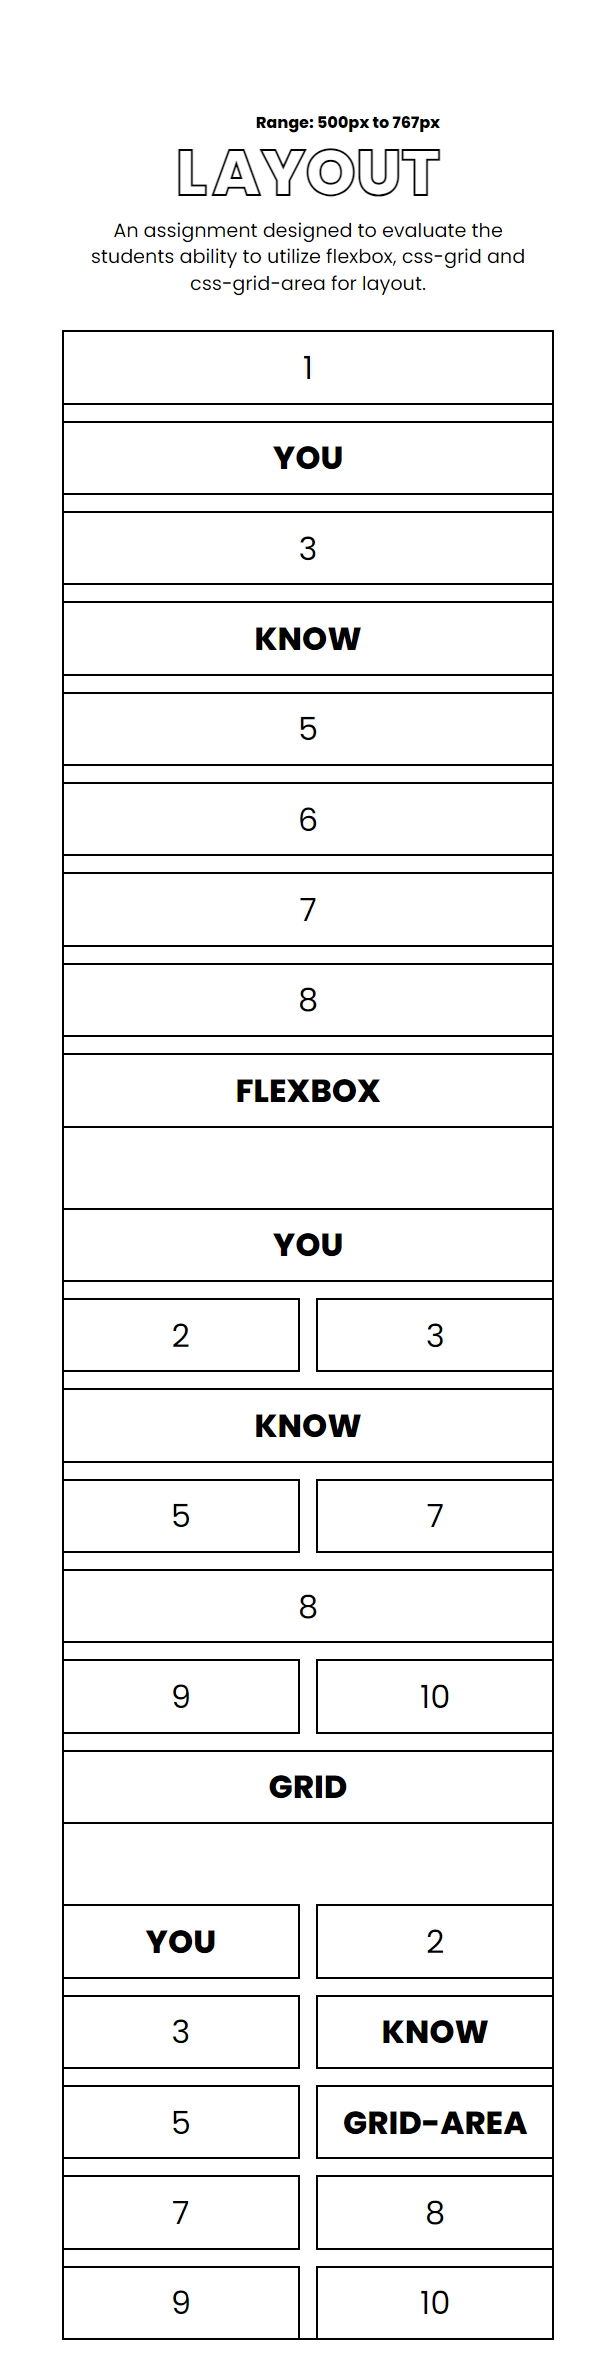 Range: 500px to 767px
LAYOUT
An assignment designed to evaluate the
students ability to utilize flexbox, css-grid and
css-grid-area for layout.
1
YOU
3
KNOW
5
6
7
8
FLEXBOX
YOU
2 3
KNOW
5 7
8
9 10
GRID
YOU 2
3 KNOW
5 GRID-AREA
7 8
9 10